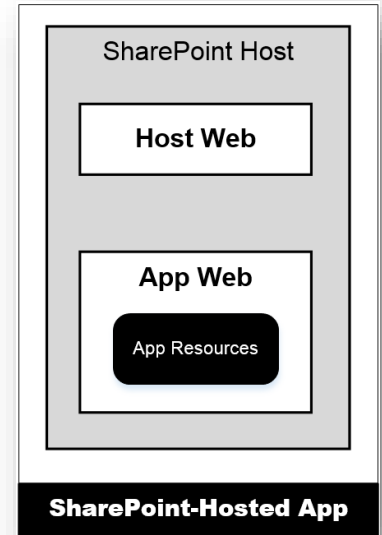 SharePoint Host
Host Web
App Web
App Resources
SharePoint-Hosted App